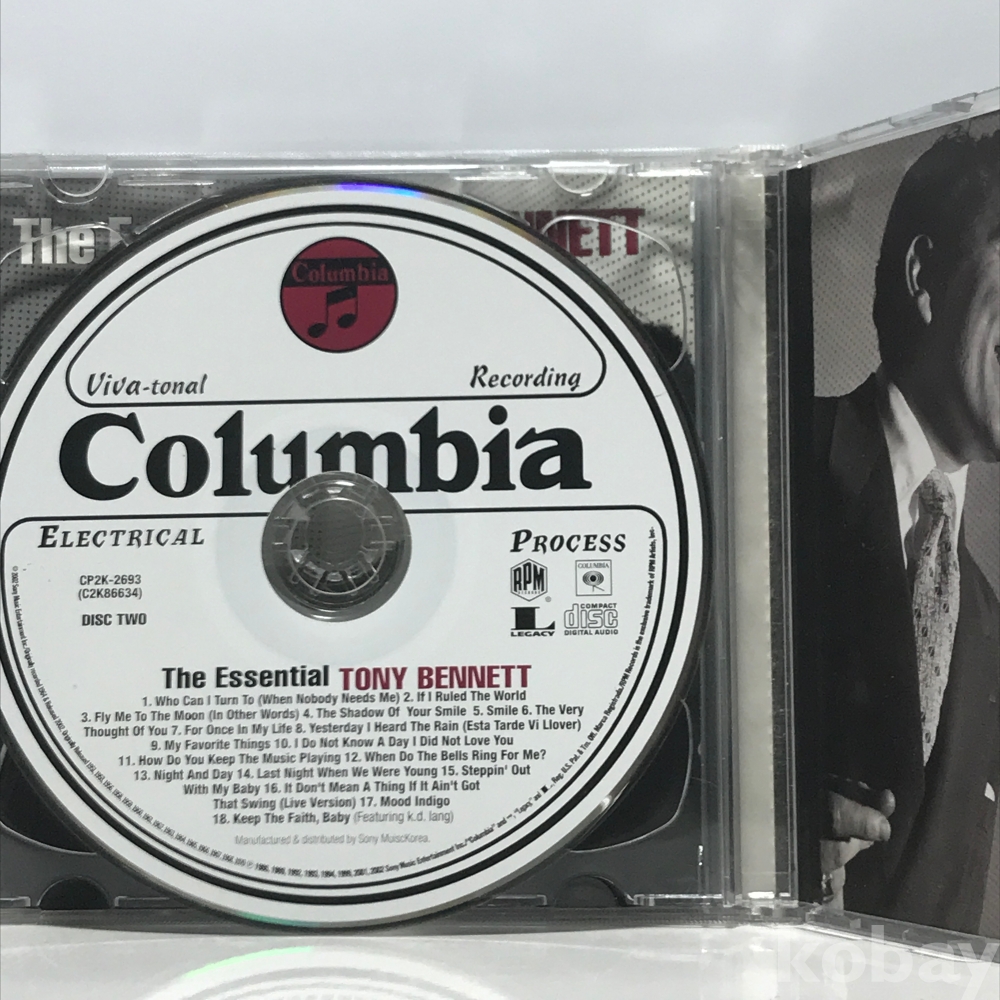 The
NNETT
Columbia
Viva-tonal Recording
Columbia
ELECTRICAL PROCESS
CP2K-2693
(C2K86634)
DISC TWO
RPM
RECORDS
COLUMBIA
L
LEGACY
COMPACT
disc
DIGITAL AUDIO
The Essential TONY BENNETT
1. Who Can I Turn To (When Nobody Needs Me) 2. If I Ruled The World
3. Fly Me To The Moon (In Other Words) 4. The Shadow Of Your Smile 5. Smile 6. The Very
Thought Of You 7. For Once In My Life 8. Yesterday I Heard The Rain (Esta Tarde Vi Llover)
9. My Favorite Things 10. I Do Not Know A Day I Did Not Love You
11. How Do You Keep The Music Playing 12. When Do The Bells Ring For Me?
13. Night And Day 14. Last Night When We Were Young 15. Steppin' Out
With My Baby 16. It Don't Mean A Thing If It Ain't Got
That Swing (Live Version) 17. Mood Indigo
18. Keep The Faith, Baby (Featuring k.d. lang)
Manufactured & distributed by Sony MuiscKorea.
kobay